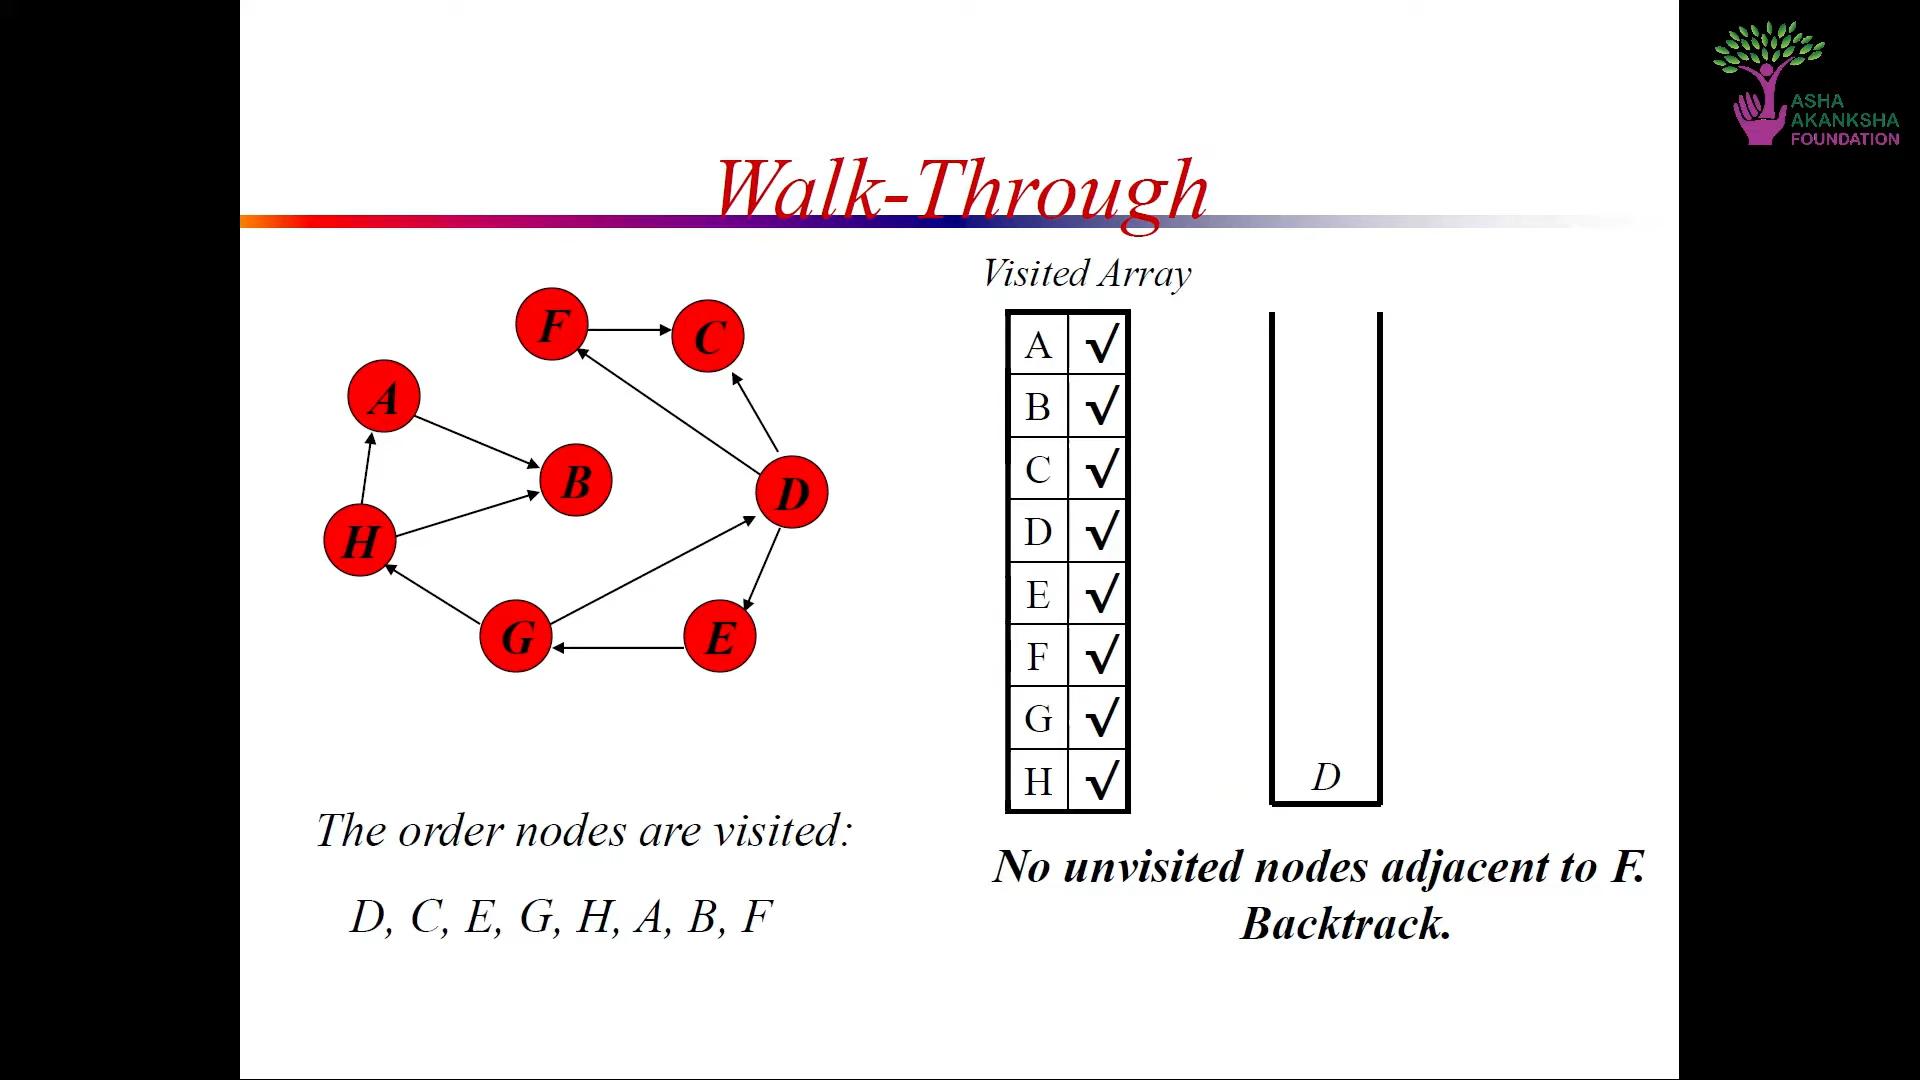 ASHA
AKANKSHA
FOUNDATION
Walk-Through
Visited Array
F
C
A
B
D
H
G
E
A √
B √
C √
D √
E √
F √
G √
H √
D
The order nodes are visited:
D, C, E, G, H, A, B, F
No unvisited nodes adjacent to F.
Backtrack.